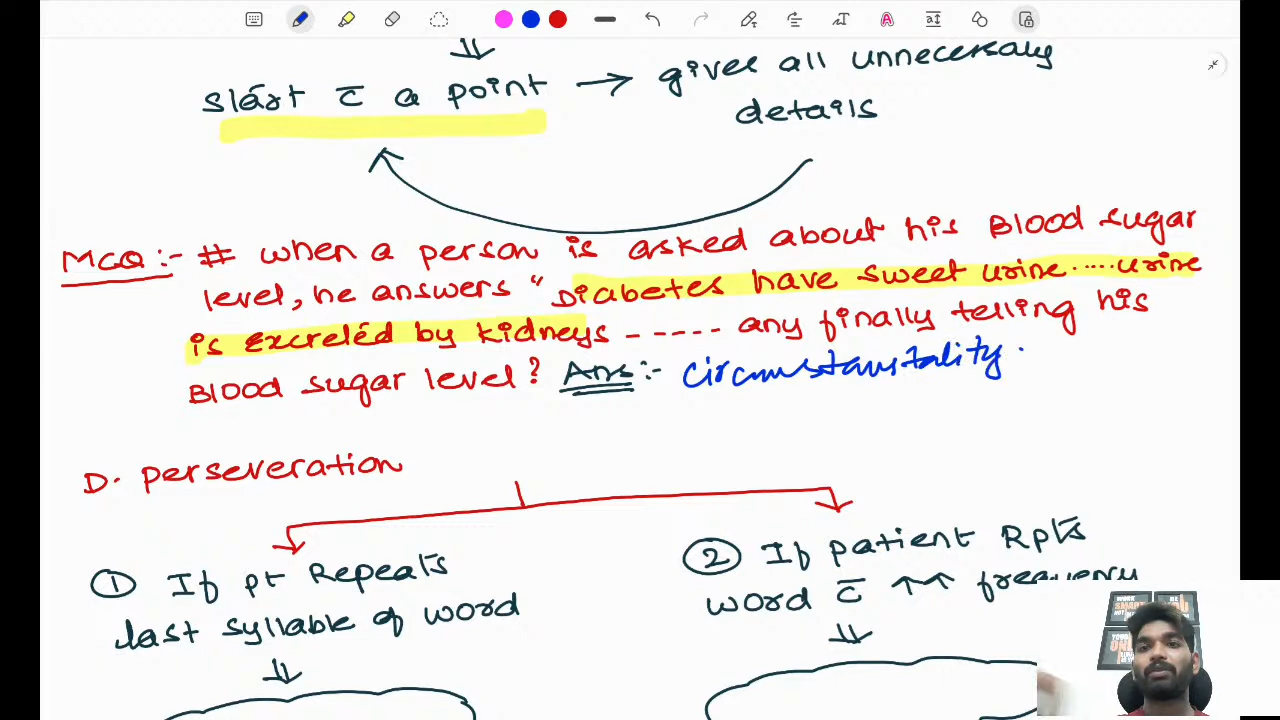 start c̅ a point → gives all unnecessary
details
MCQ :- # when a person is asked about his Blood sugar
level, he answers “Diabetes have sweet urine.....urine
is excreted by kidneys ----- any finally telling his
Blood sugar level? Ans :- circumstanstality.
D. perseveration
① If pt Repeats
last syllable of word
② If patient Rpts
word c̅ ↑↑ frequency